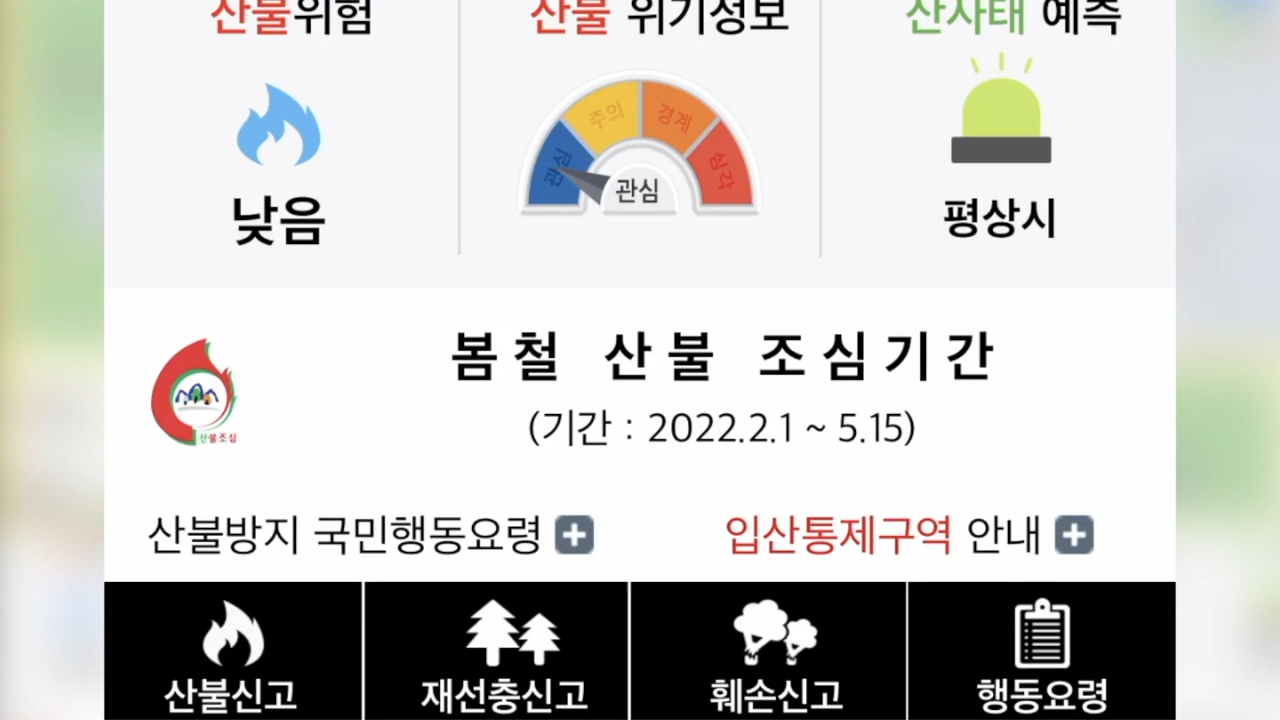 산불위험
산불 위기정보
산사태 예측
낮음
관심
주의
경계
심각
관심
평상시
봄철 산불 조심기간
(기간 : 2022.2.1 ~ 5.15)
산불조심
산불방지 국민행동요령
입산통제구역 안내
산불신고
재선충신고
훼손신고
행동요령